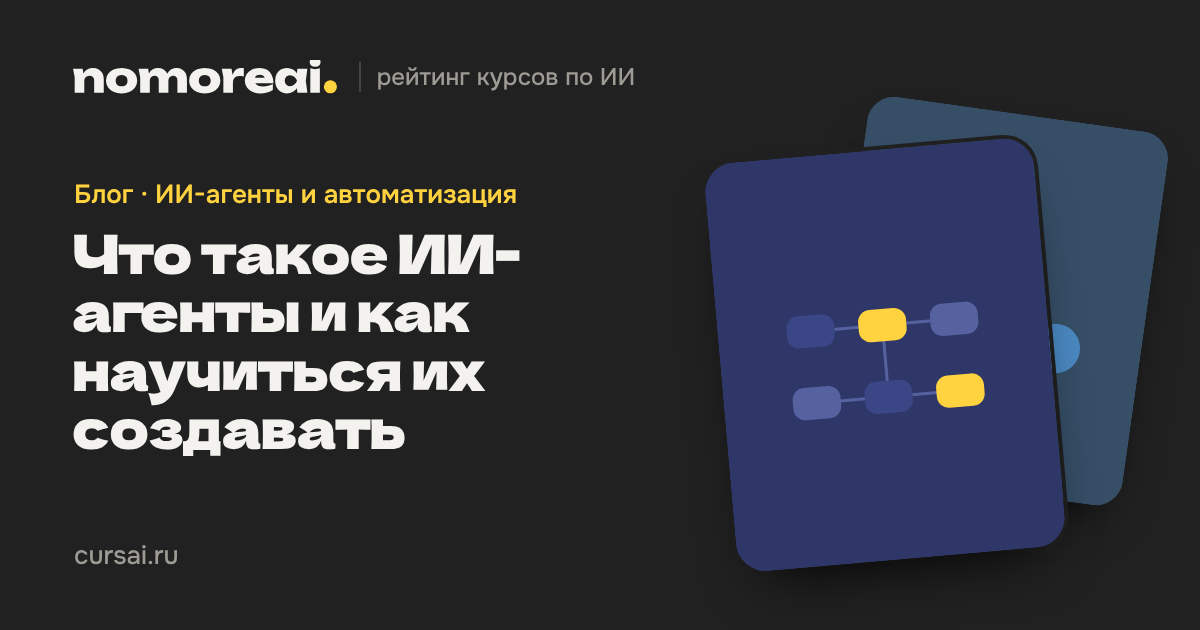 nomoreai.
рейтинг курсов по ИИ
Блог · ИИ-агенты и автоматизация
Что такое ИИ-
агенты и как
научиться их
создавать
cursai.ru